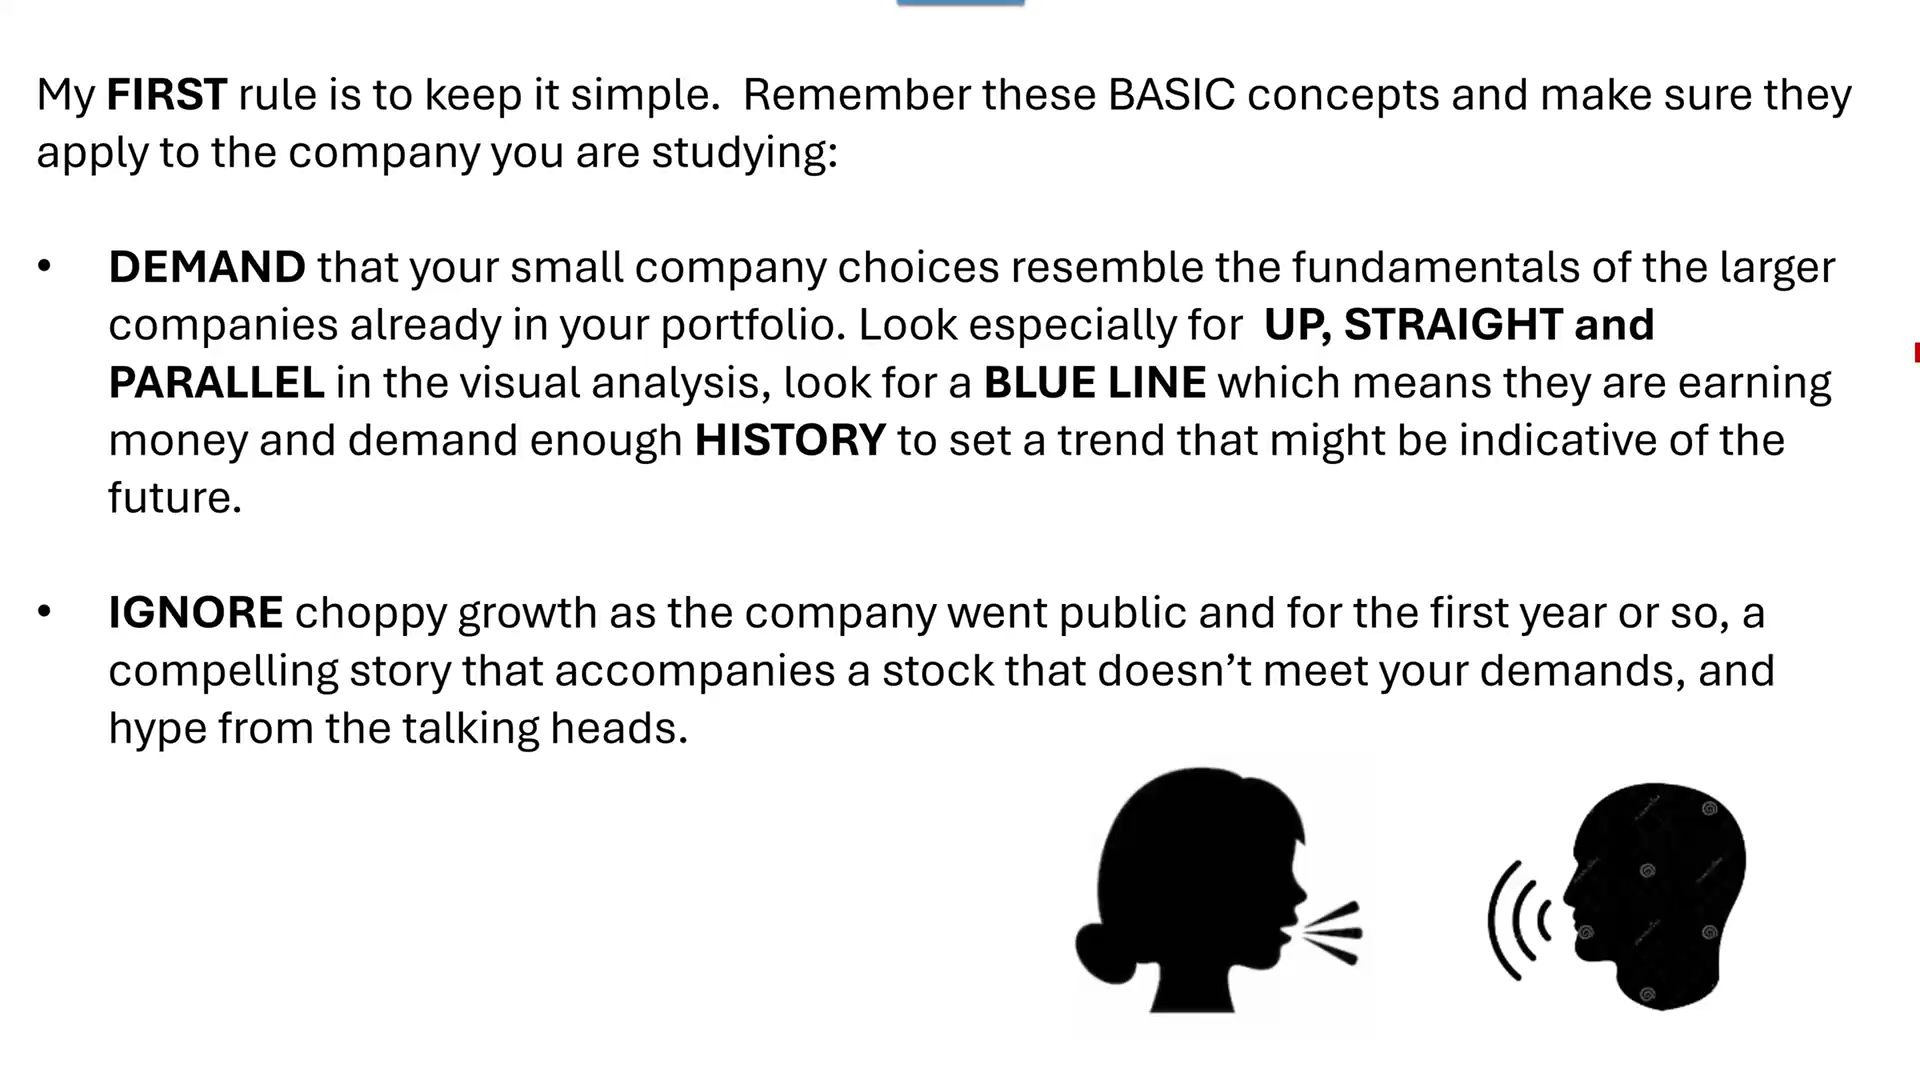 My FIRST rule is to keep it simple.  Remember these BASIC concepts and make sure they
apply to the company you are studying:
• DEMAND that your small company choices resemble the fundamentals of the larger
companies already in your portfolio. Look especially for  UP, STRAIGHT and
PARALLEL in the visual analysis, look for a BLUE LINE which means they are earning
money and demand enough HISTORY to set a trend that might be indicative of the
future.
• IGNORE choppy growth as the company went public and for the first year or so, a
compelling story that accompanies a stock that doesn’t meet your demands, and
hype from the talking heads.